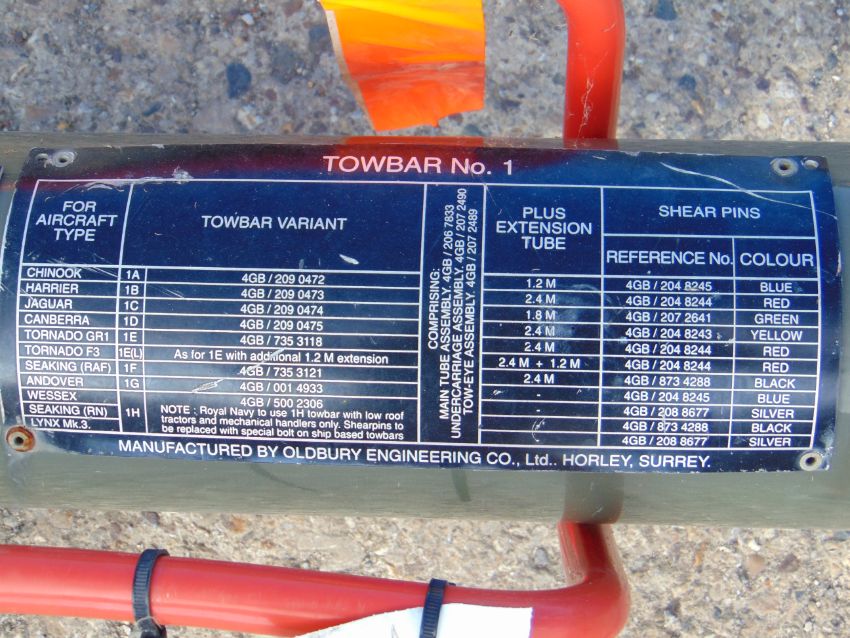 TOWBAR No. 1
FOR AIRCRAFT TYPE TOWBAR VARIANT COMPRISING: PLUS EXTENSION TUBE SHEAR PINS
MAIN TUBE ASSEMBLY. 4GB / 206 7833
UNDERCARRIAGE ASSEMBLY. 4GB / 207 2490
TOW-EYE ASSEMBLY. 4GB / 207 2489
REFERENCE No. COLOUR
CHINOOK 1A 4GB / 209 0472 1.2 M 4GB / 204 8245 BLUE
HARRIER 1B 4GB / 209 0473 2.4 M 4GB / 204 8244 RED
JAGUAR 1C 4GB / 209 0474 1.8 M 4GB / 207 2641 GREEN
CANBERRA 1D 4GB / 209 0475 2.4 M 4GB / 204 8243 YELLOW
TORNADO GR1 1E 4GB / 735 3118 2.4 M 4GB / 204 8244 RED
TORNADO F3 1E(L) As for 1E with additional 1.2 M extension 2.4 M + 1.2 M 4GB / 204 8244 RED
SEAKING (RAF) 1F 4GB / 735 3121 2.4 M 4GB / 873 4288 BLACK
ANDOVER 1G 4GB / 001 4933 - 4GB / 204 8245 BLUE
WESSEX 4GB / 500 2306 - 4GB / 208 8677 SILVER
SEAKING (RN) 1H NOTE : Royal Navy to use 1H towbar with low roof - 4GB / 873 4288 BLACK
LYNX Mk.3. tractors and mechanical handlers only. Shearpins to - 4GB / 208 8677 SILVER
be replaced with special bolt on ship based towbars
MANUFACTURED BY OLDBURY ENGINEERING CO., Ltd.. HORLEY, SURREY.